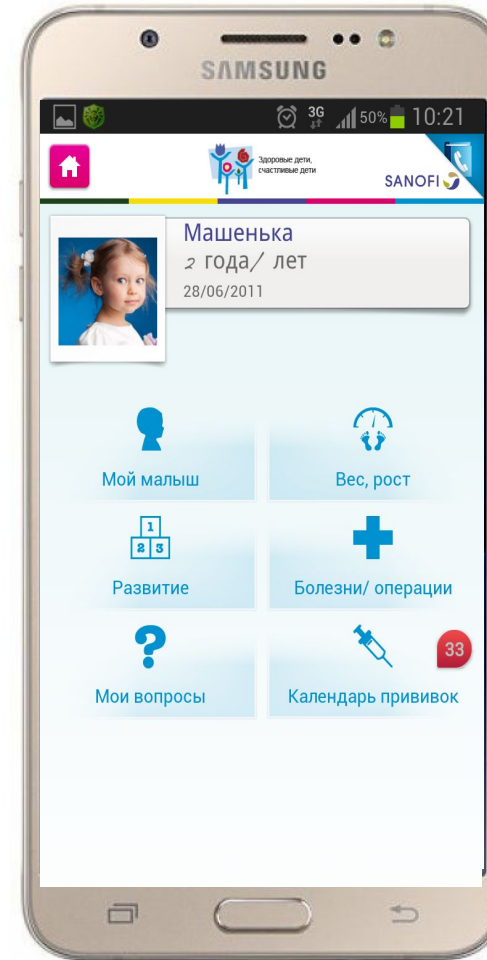 SAMSUNG
3G 50% 10:21
Здоровые дети,
счастливые дети
SANOFI
Машенька
2 года/ лет
28/06/2011
Мой малыш
Вес, рост
1
2 3
Развитие
Болезни/ операции
33
Мои вопросы
Календарь прививок